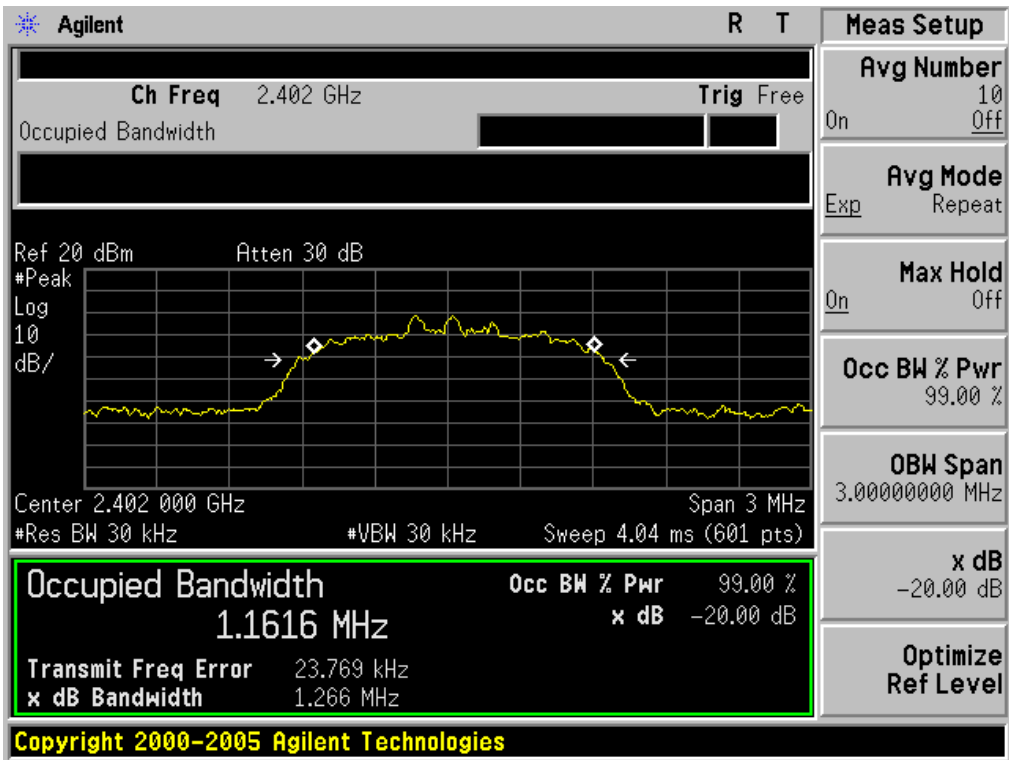 Agilent R T
Ch Freq 2.402 GHz Trig Free
Occupied Bandwidth
Ref 20 dBm Atten 30 dB
#Peak
Log
10
dB/
Center 2.402 000 GHz Span 3 MHz
#Res BW 30 kHz #VBW 30 kHz Sweep 4.04 ms (601 pts)
Occupied Bandwidth Occ BW % Pwr 99.00 %
1.1616 MHz x dB -20.00 dB
Transmit Freq Error 23.769 kHz
x dB Bandwidth 1.266 MHz
Copyright 2000-2005 Agilent Technologies
Meas Setup
Avg Number
10
On Off
Avg Mode
Exp Repeat
Max Hold
On Off
Occ BW % Pwr
99.00 %
OBW Span
3.00000000 MHz
x dB
-20.00 dB
Optimize
Ref Level